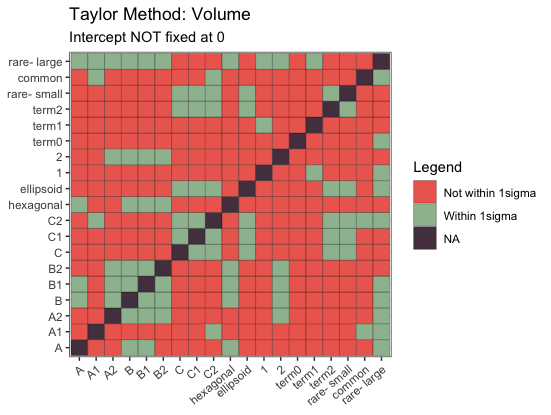 Taylor Method: Volume
Intercept NOT fixed at 0
rare- large
common
rare- small
term2
term1
term0
2
1
ellipsoid
hexagonal
C2
C1
C
B2
B1
B
A2
A1
A
A
A1
A2
B
B1
B2
C
C1
C2
hexagonal
ellipsoid
1
2
term0
term1
term2
rare- small
common
rare- large
Legend
Not within 1sigma
Within 1sigma
NA